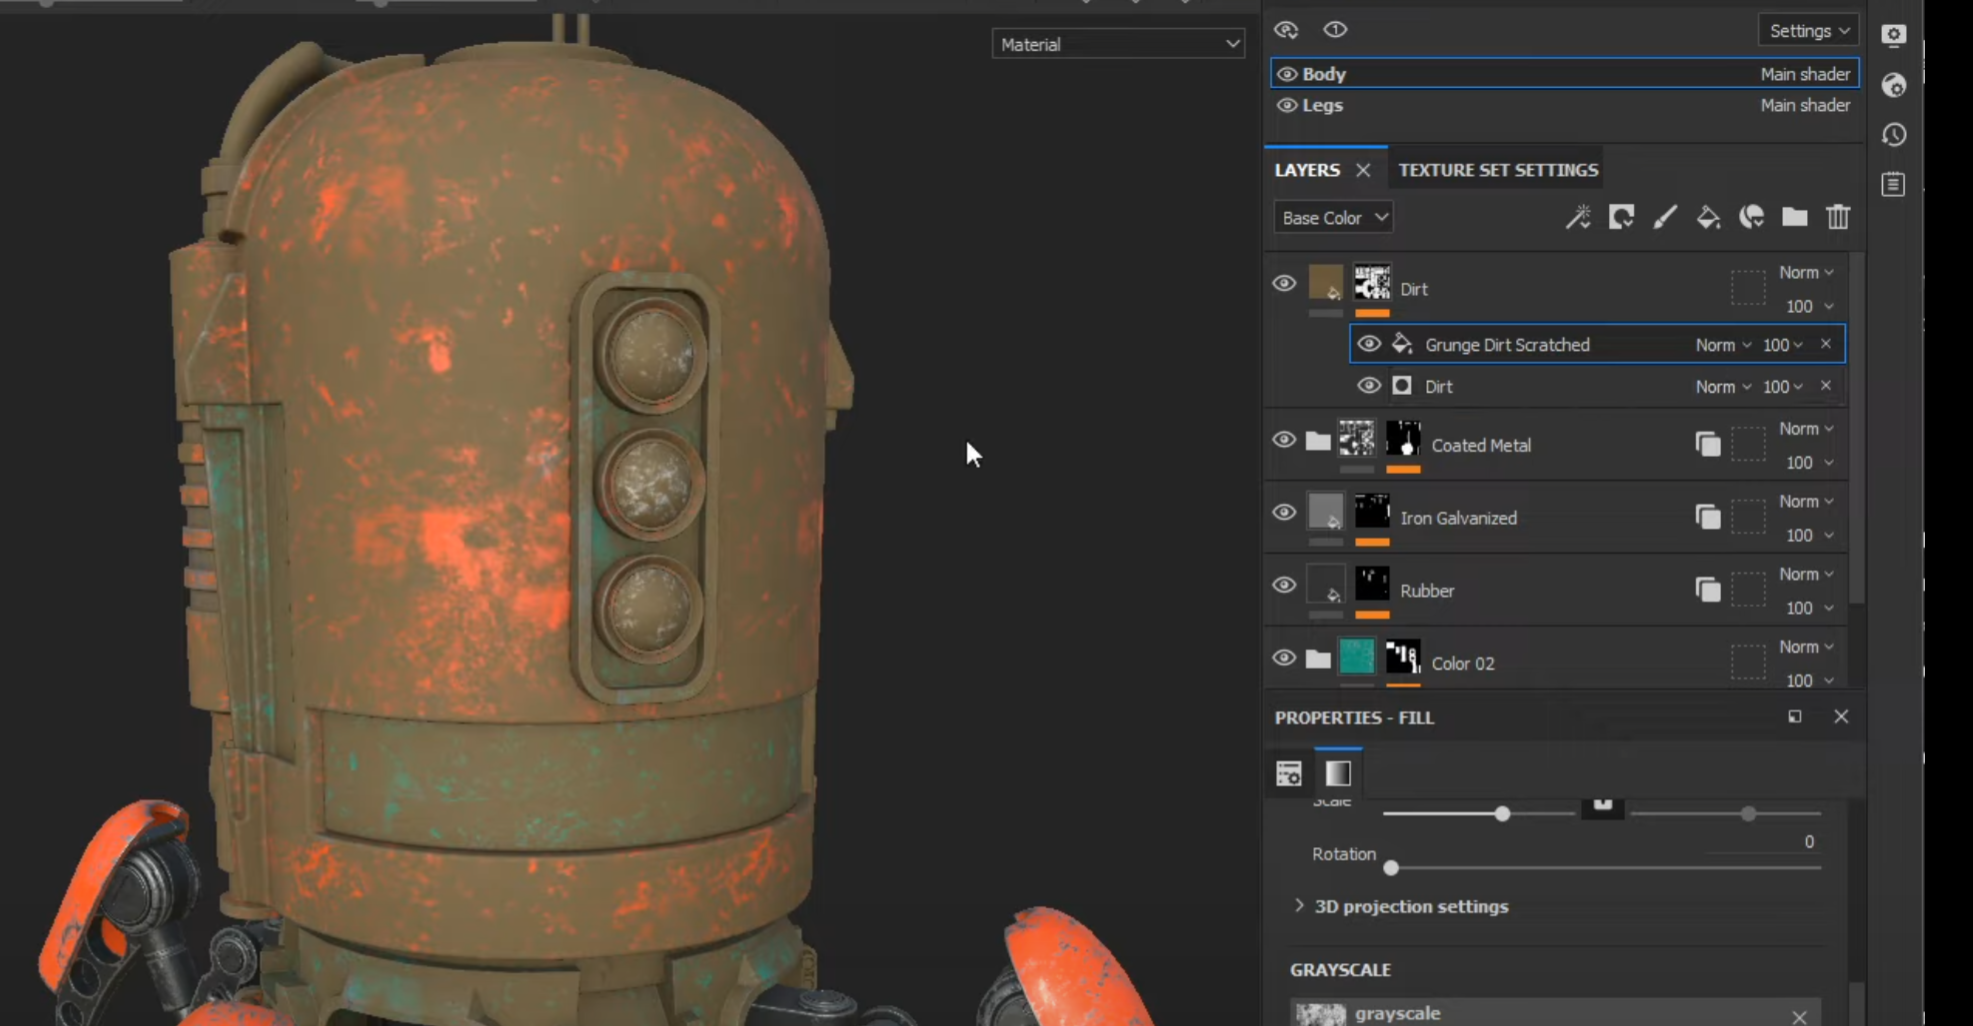 Material
Settings
Body Main shader
Legs Main shader
LAYERS TEXTURE SET SETTINGS
Base Color
Dirt Norm
100
Grunge Dirt Scratched Norm 100
Dirt Norm 100
Coated Metal Norm
100
Iron Galvanized Norm
100
Rubber Norm
100
Color 02 Norm
100
PROPERTIES - FILL
Scale
0
Rotation
3D projection settings
GRAYSCALE
grayscale